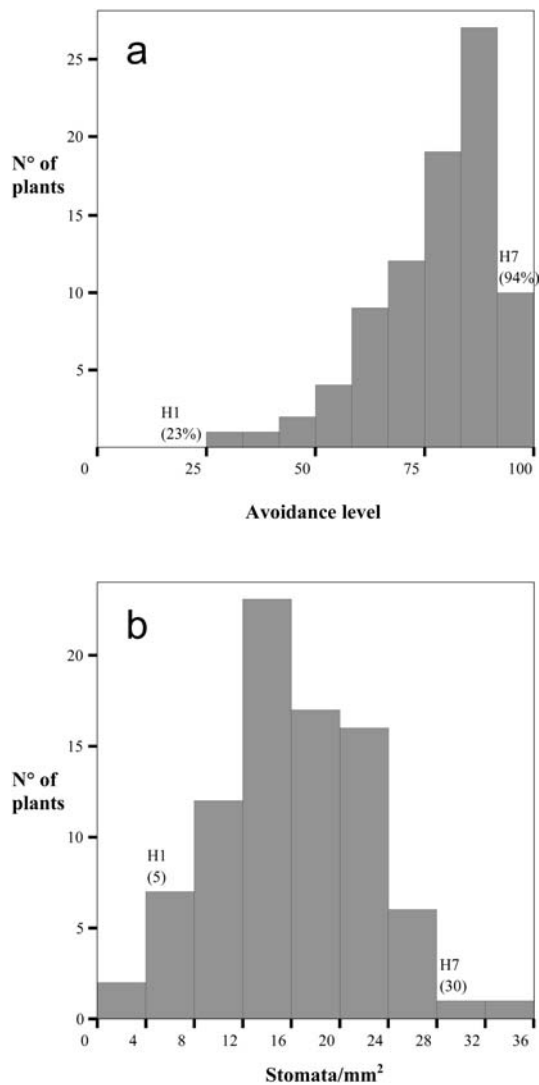 a
25
20
15
10
5
N° of
plants
H7
(94%)
H1
(23%)
0 25 50 75 100
Avoidance level
b
20
15
10
5
0
N° of
plants
H1
(5)
H7
(30)
0 4 8 12 16 20 24 28 32 36
Stomata/mm²